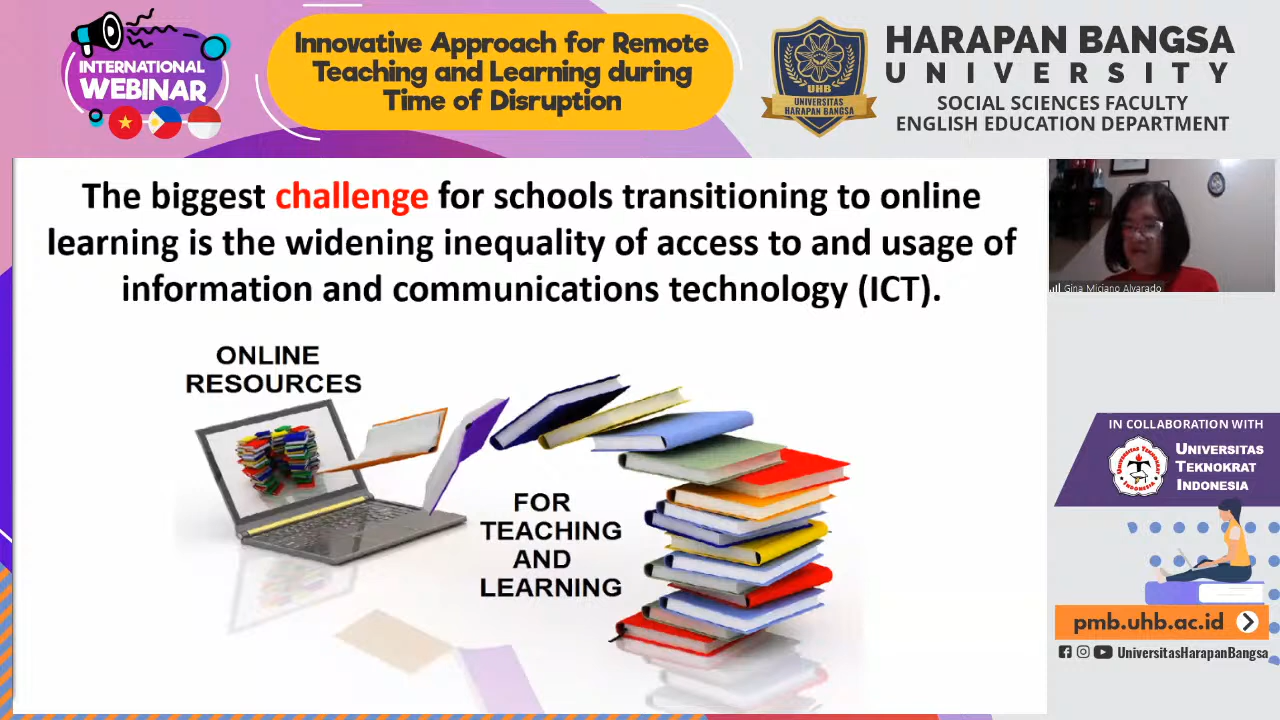 INTERNATIONAL
WEBINAR
Innovative Approach for Remote
Teaching and Learning during
Time of Disruption
UHB
UNIVERSITAS
HARAPAN BANGSA
HARAPAN BANGSA
UNIVERSITY
SOCIAL SCIENCES FACULTY
ENGLISH EDUCATION DEPARTMENT
The biggest challenge for schools transitioning to online
learning is the widening inequality of access to and usage of
information and communications technology (ICT).
ONLINE
RESOURCES
FOR
TEACHING
AND
LEARNING
Gina Miciano Alvarado
IN COLLABORATION WITH
UNIVERSITAS TEKNOKRAT
INDONESIA
UNIVERSITAS
TEKNOKRAT
INDONESIA
pmb.uhb.ac.id
UniversitasHarapanBangsa